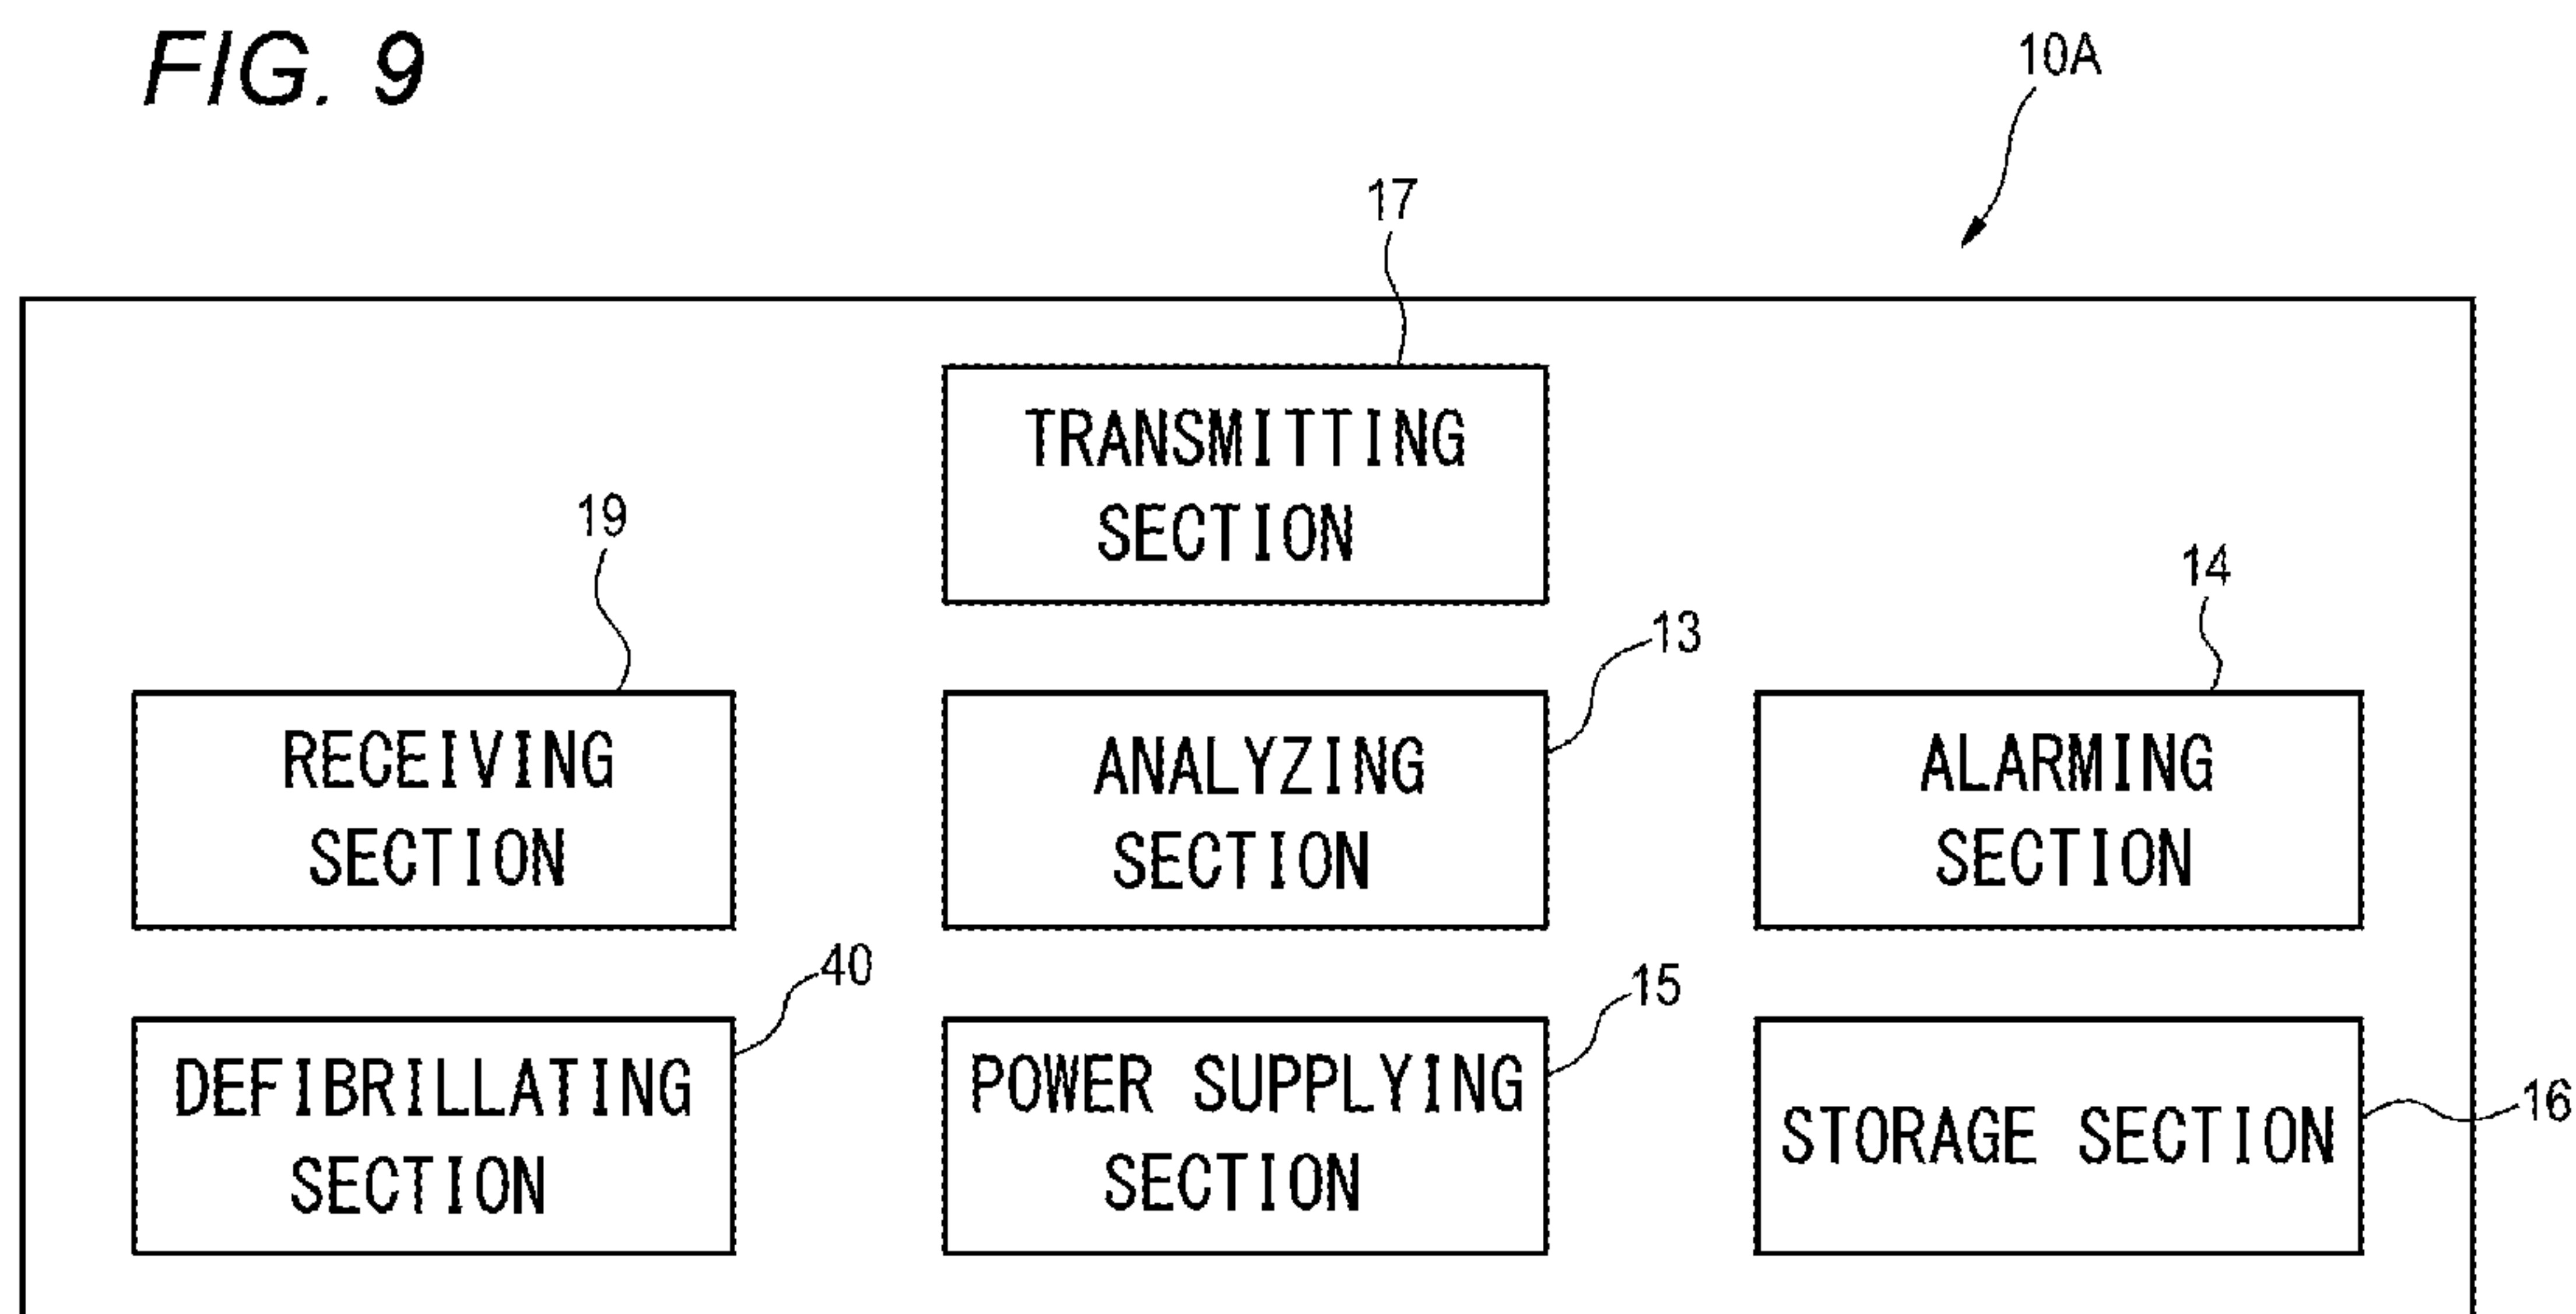 FIG. 9
10A
17
TRANSMITTING
SECTION
19
14
13
RECEIVING
SECTION
ANALYZING
SECTION
ALARMING
SECTION
40
15
DEFIBRILLATING
SECTION
POWER SUPPLYING
SECTION
STORAGE SECTION
16